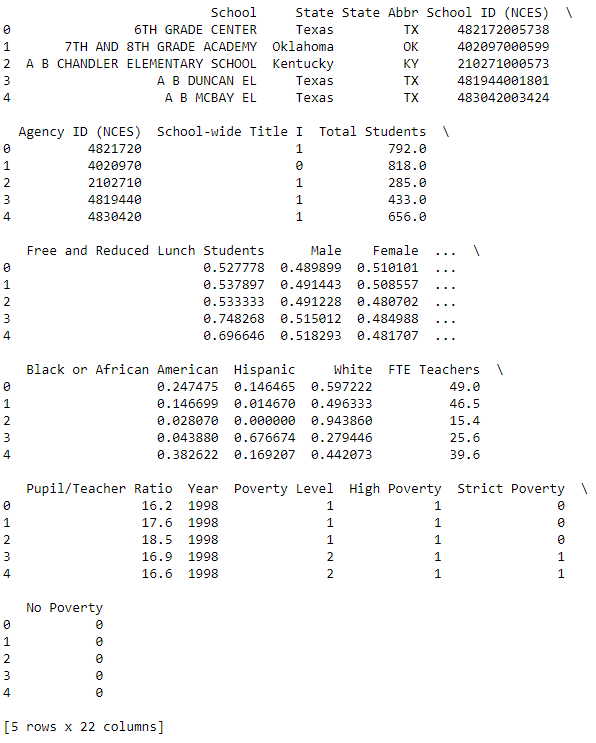 School State State Abbr School ID (NCES) \
0 6TH GRADE CENTER Texas TX 482172005738
1 7TH AND 8TH GRADE ACADEMY Oklahoma OK 402097000599
2 A B CHANDLER ELEMENTARY SCHOOL Kentucky KY 210271000573
3 A B DUNCAN EL Texas TX 481944001801
4 A B MCBAY EL Texas TX 483042003424
Agency ID (NCES) School-wide Title I Total Students \
0 4821720 1 792.0
1 4020970 0 818.0
2 2102710 1 285.0
3 4819440 1 433.0
4 4830420 1 656.0
Free and Reduced Lunch Students Male Female ... \
0 0.527778 0.489899 0.510101 ...
1 0.537897 0.491443 0.508557 ...
2 0.533333 0.491228 0.480702 ...
3 0.748268 0.515012 0.484988 ...
4 0.696646 0.518293 0.481707 ...
Black or African American Hispanic White FTE Teachers \
0 0.247475 0.146465 0.597222 49.0
1 0.146699 0.014670 0.496333 46.5
2 0.028070 0.000000 0.943860 15.4
3 0.043880 0.676674 0.279446 25.6
4 0.382622 0.169207 0.442073 39.6
Pupil/Teacher Ratio Year Poverty Level High Poverty Strict Poverty \
0 16.2 1998 1 1 0
1 17.6 1998 1 1 0
2 18.5 1998 1 1 0
3 16.9 1998 2 1 1
4 16.6 1998 2 1 1
No Poverty
0 0
1 0
2 0
3 0
4 0
[5 rows x 22 columns]